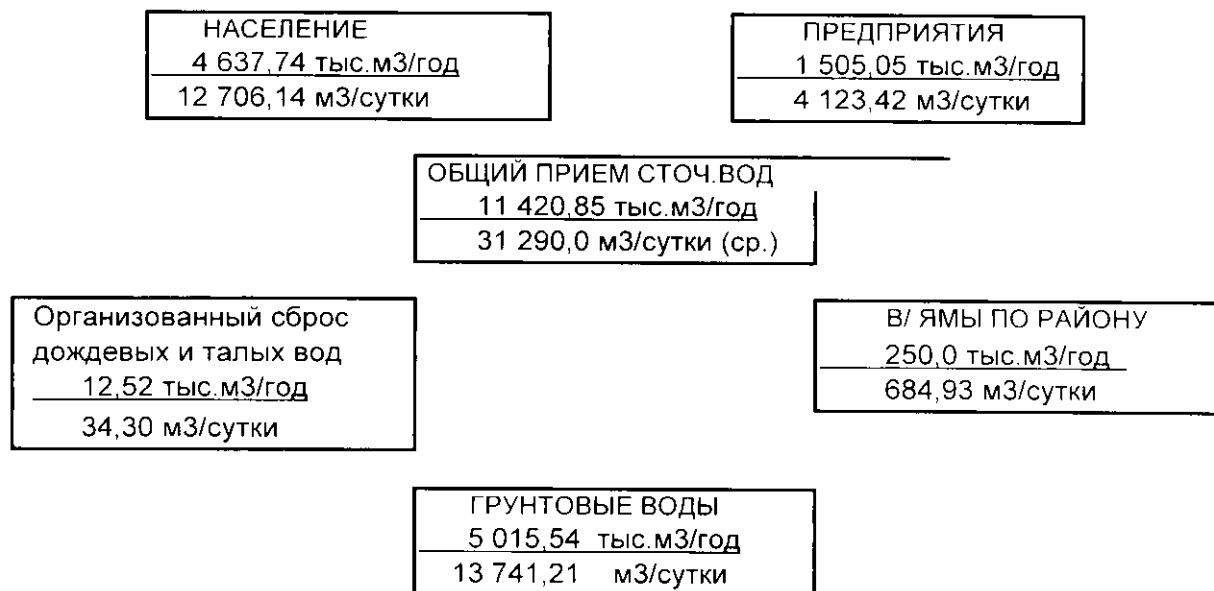 НАСЕЛЕНИЕ
4 637,74 тыс.м3/год
12 706,14 м3/сутки
ПРЕДПРИЯТИЯ
1 505,05 тыс.м3/год
4 123,42 м3/сутки
ОБЩИЙ ПРИЕМ СТОЧ.ВОД
11 420,85 тыс.м3/год
31 290,0 м3/сутки (ср.)
Организованный сброс
дождевых и талых вод
12,52 тыс.м3/год
34,30 м3/сутки
В/ ЯМЫ ПО РАЙОНУ
250,0 тыс.м3/год
684,93 м3/сутки
ГРУНТОВЫЕ ВОДЫ
5 015,54 тыс.м3/год
13 741,21 м3/сутки